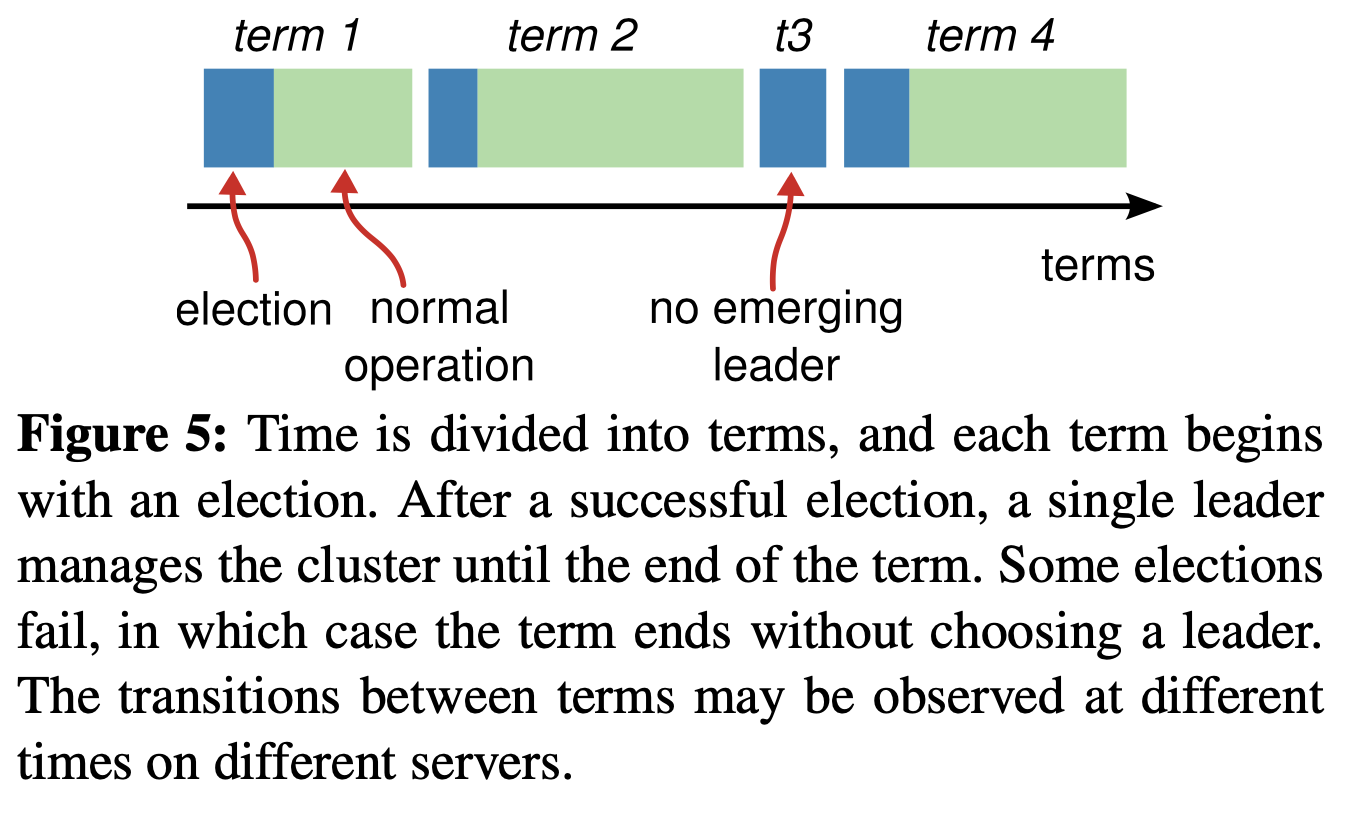 term 1 term 2 t3 term 4
terms
election normal no emerging
operation leader
Figure 5: Time is divided into terms, and each term begins
with an election. After a successful election, a single leader
manages the cluster until the end of the term. Some elections
fail, in which case the term ends without choosing a leader.
The transitions between terms may be observed at different
times on different servers.